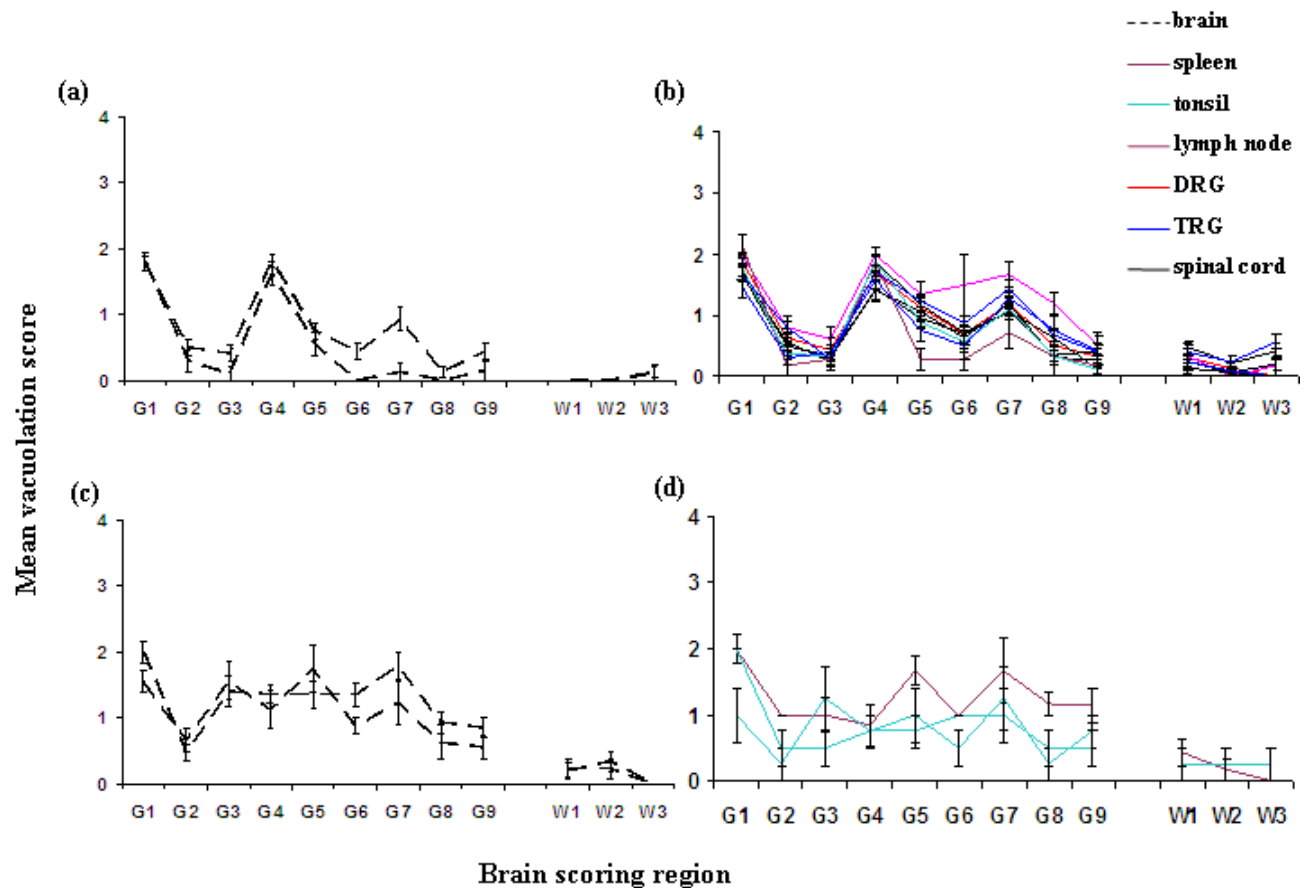 brain
spleen
tonsil
lymph node
DRG
TRG
spinal cord
(a)
4
3
2
1
0
G1 G2 G3 G4 G5 G6 G7 G8 G9 W1 W2 W3
(b)
4
3
2
1
0
G1 G2 G3 G4 G5 G6 G7 G8 G9 W1 W2 W3
Mean vacuolation score
(c)
4
3
2
1
0
G1 G2 G3 G4 G5 G6 G7 G8 G9 W1 W2 W3
(d)
4
3
2
1
0
G1 G2 G3 G4 G5 G6 G7 G8 G9 W1 W2 W3
Brain scoring region